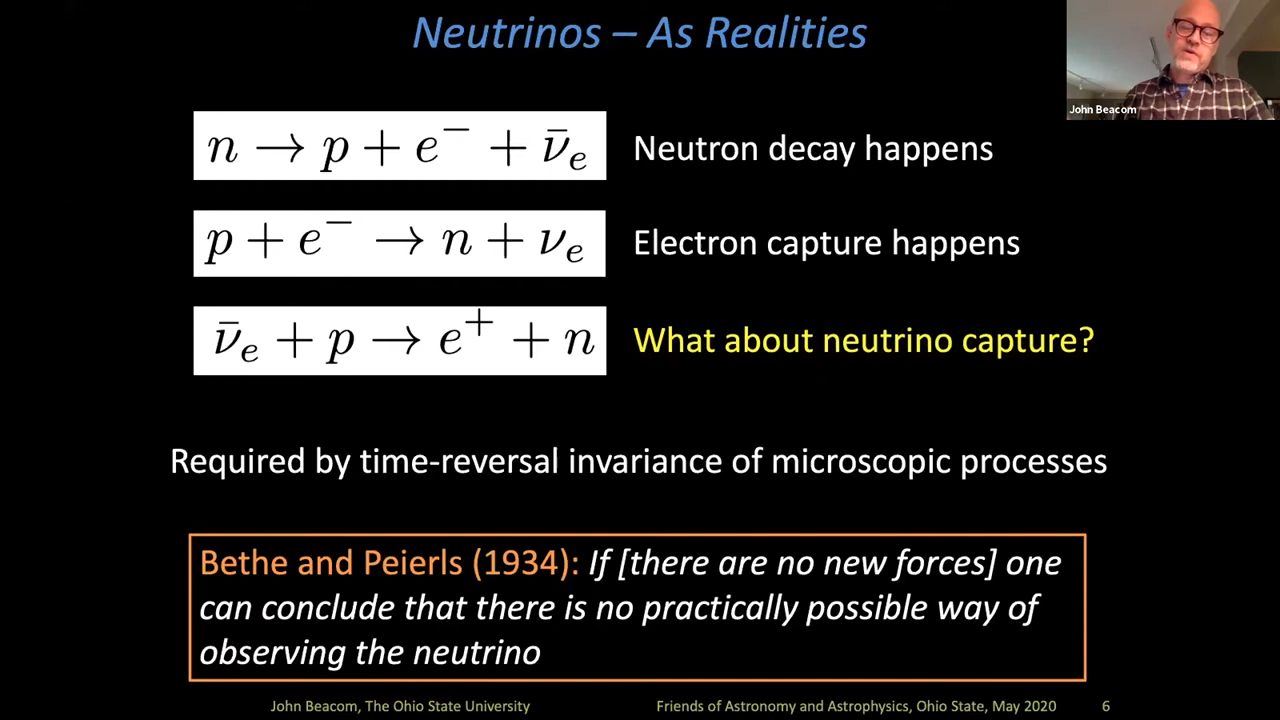 Neutrinos – As Realities
John Beacom
n → p + e⁻ + ν̄ₑ Neutron decay happens
p + e⁻ → n + νₑ Electron capture happens
ν̄ₑ + p → e⁺ + n What about neutrino capture?
Required by time-reversal invariance of microscopic processes
Bethe and Peierls (1934): If [there are no new forces] one
can conclude that there is no practically possible way of
observing the neutrino
John Beacom, The Ohio State University Friends of Astronomy and Astrophysics, Ohio State, May 2020 6